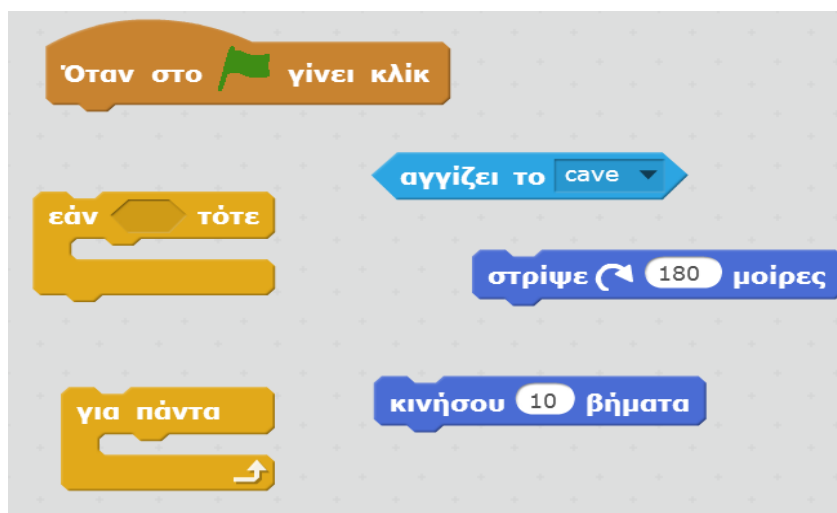 Όταν στο γίνει κλίκ
αγγίζει το cave
εάν τότε
στρίψε 180 μοίρες
για πάντα
κινήσου 10 βήματα